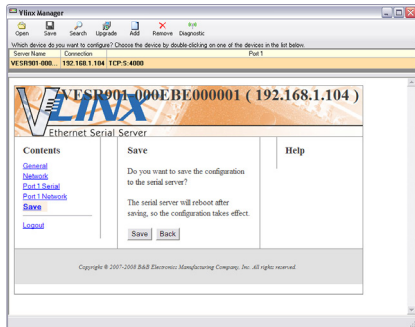 Vlinx Manager
Open Save Search Upgrade Add Remove Diagnostic
Which device do you want to configure? Choose the device by double-clicking on one of the devices in the list below.
Server Name Connection Port 1
VESR901-000... 192.168.1.104 TCP:S:4000
VESR901-000EBE000001 ( 192.168.1.104 )
VLINX
Ethernet Serial Server
Contents
General
Network
Port 1 Serial
Port 1 Network
Save
Logout
Save
Do you want to save the configuration
to the serial server?
The serial server will reboot after
saving, so the configuration takes effect.
Save Back
Help
Copyright © 2007-2008 B&B Electronics Manufacturing Company, Inc. All rights reserved.